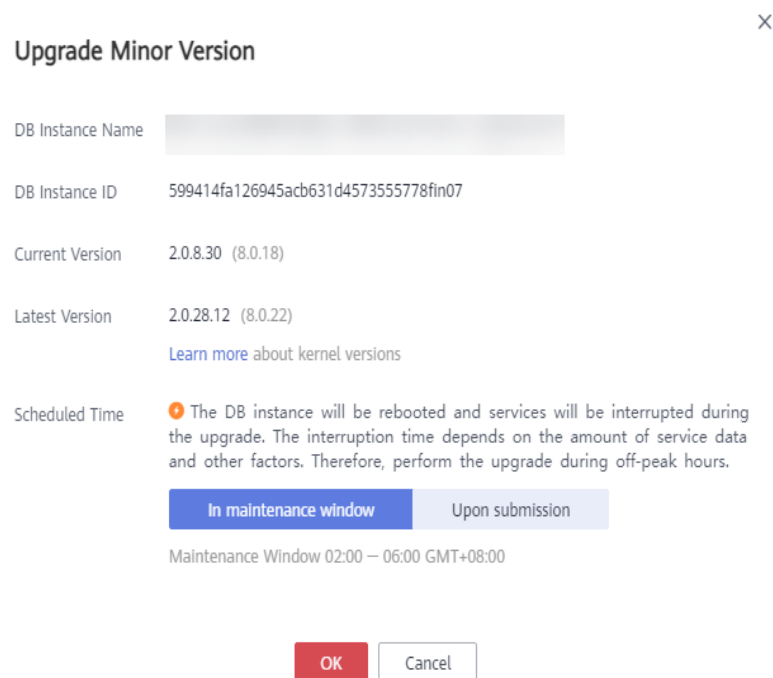 Upgrade Minor Version
DB Instance Name
DB Instance ID 599414fa126945acb631d4573555778fin07
Current Version 2.0.8.30 (8.0.18)
Latest Version 2.0.28.12 (8.0.22)
Learn more about kernel versions
Scheduled Time The DB instance will be rebooted and services will be interrupted during
the upgrade. The interruption time depends on the amount of service data
and other factors. Therefore, perform the upgrade during off-peak hours.
In maintenance window Upon submission
Maintenance Window 02:00 — 06:00 GMT+08:00
OK Cancel